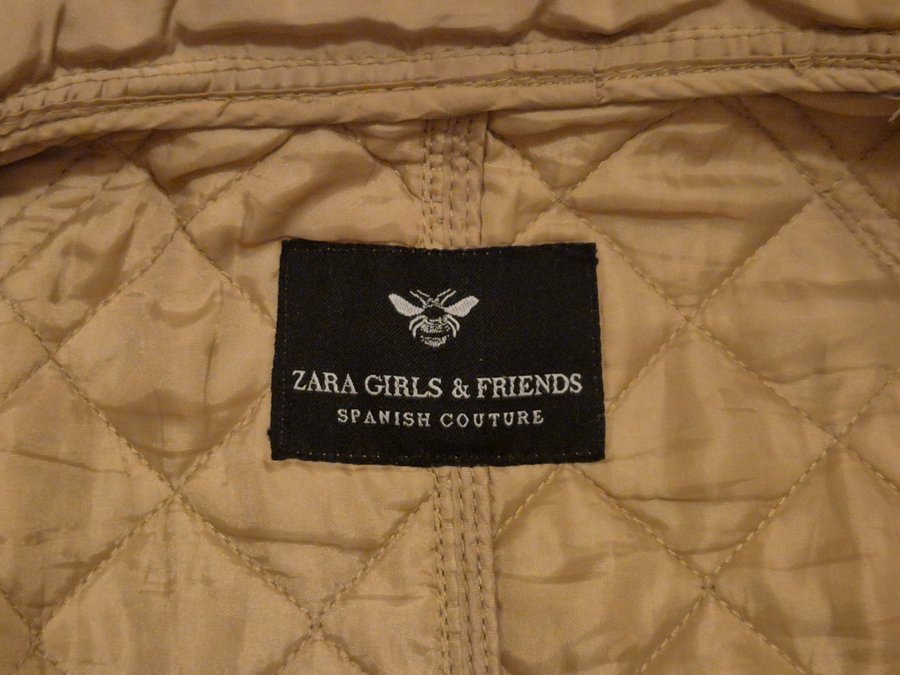 ZARA GIRLS & FRIENDS
SPANISH COUTURE